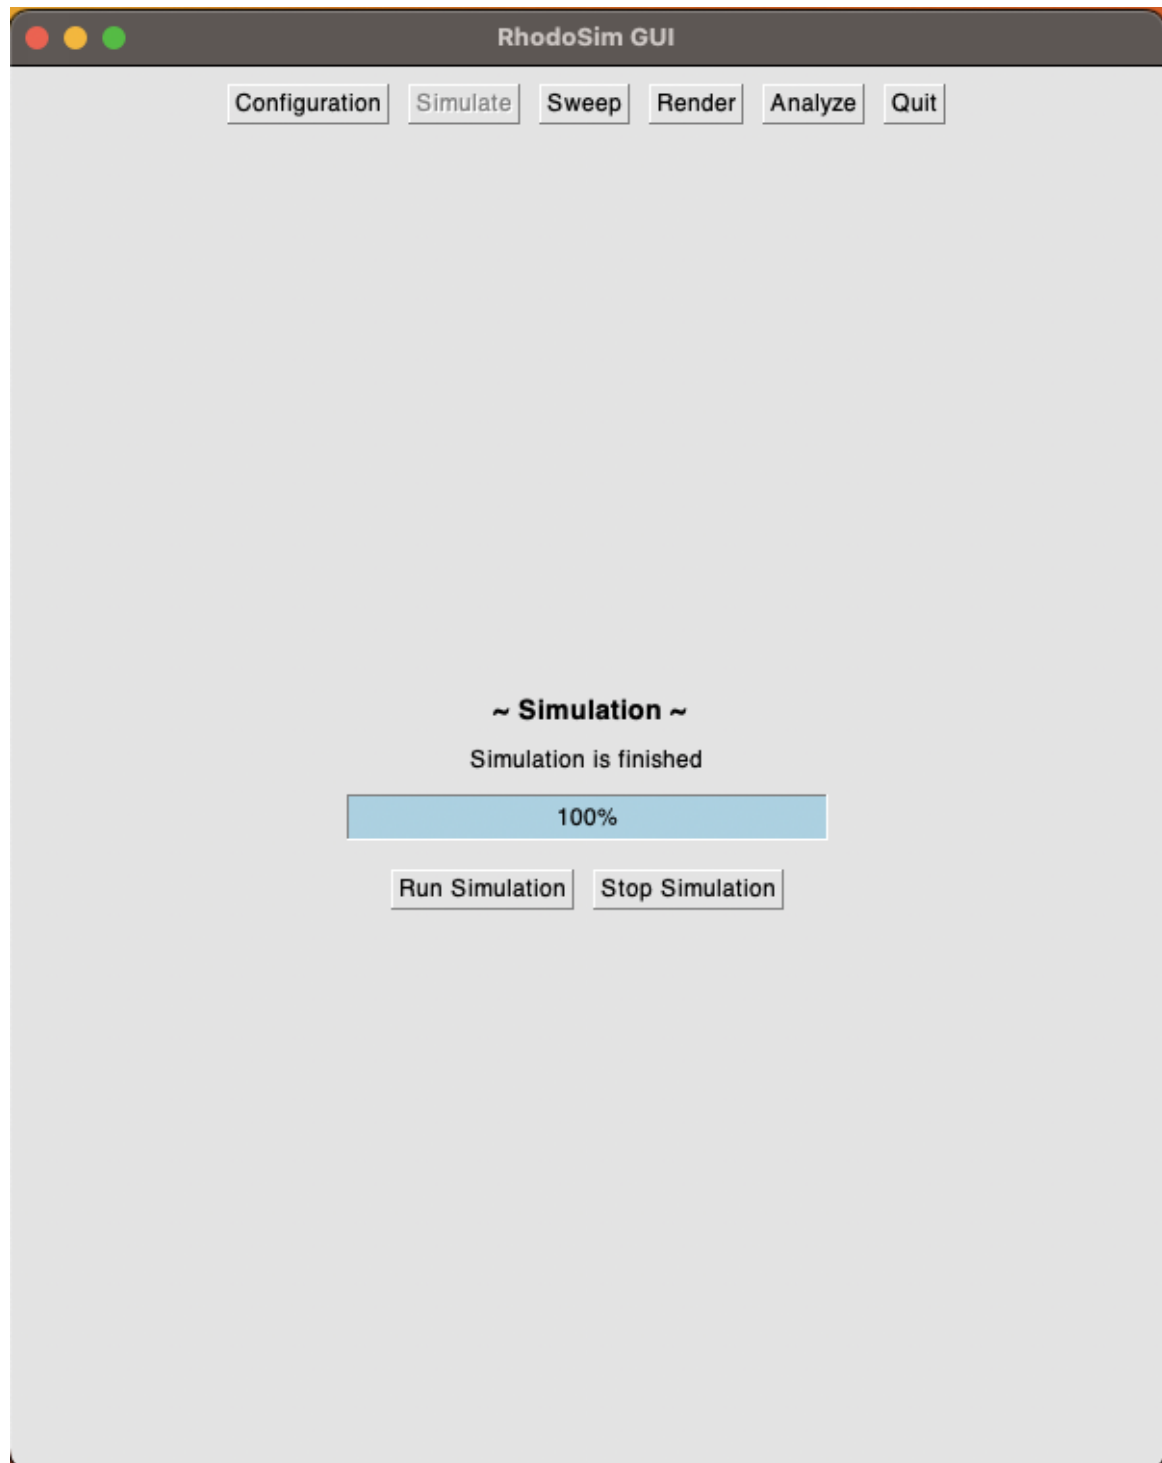 RhodoSim GUI
Configuration Simulate Sweep Render Analyze Quit
~ Simulation ~
Simulation is finished
100%
Run Simulation Stop Simulation